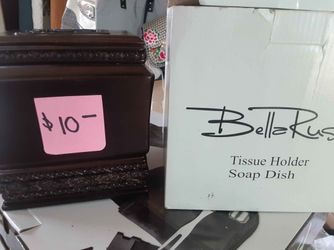 $10-
BellaRus
Tissue Holder
Soap Dish